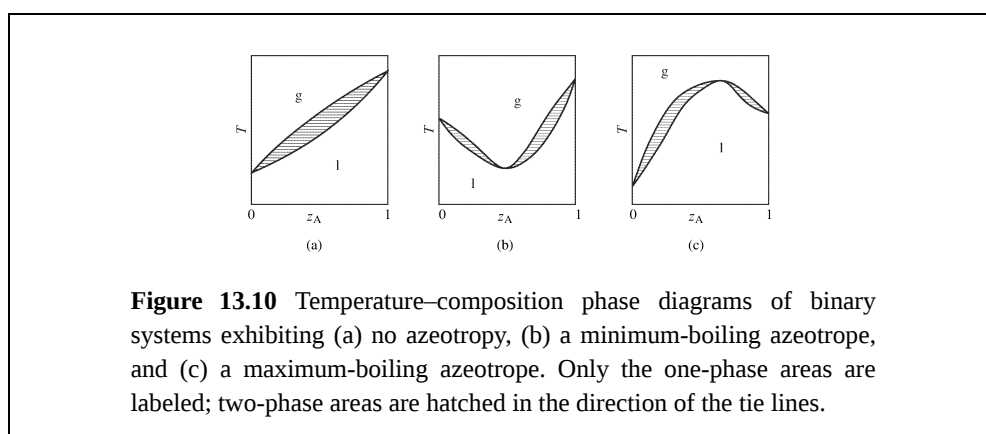 g
l
T
0
z_A
1
(a)
g
l
T
0
z_A
1
(b)
g
l
T
0
z_A
1
(c)
Figure 13.10 Temperature–composition phase diagrams of binary
systems exhibiting (a) no azeotropy, (b) a minimum-boiling azeotrope,
and (c) a maximum-boiling azeotrope. Only the one-phase areas are
labeled; two-phase areas are hatched in the direction of the tie lines.